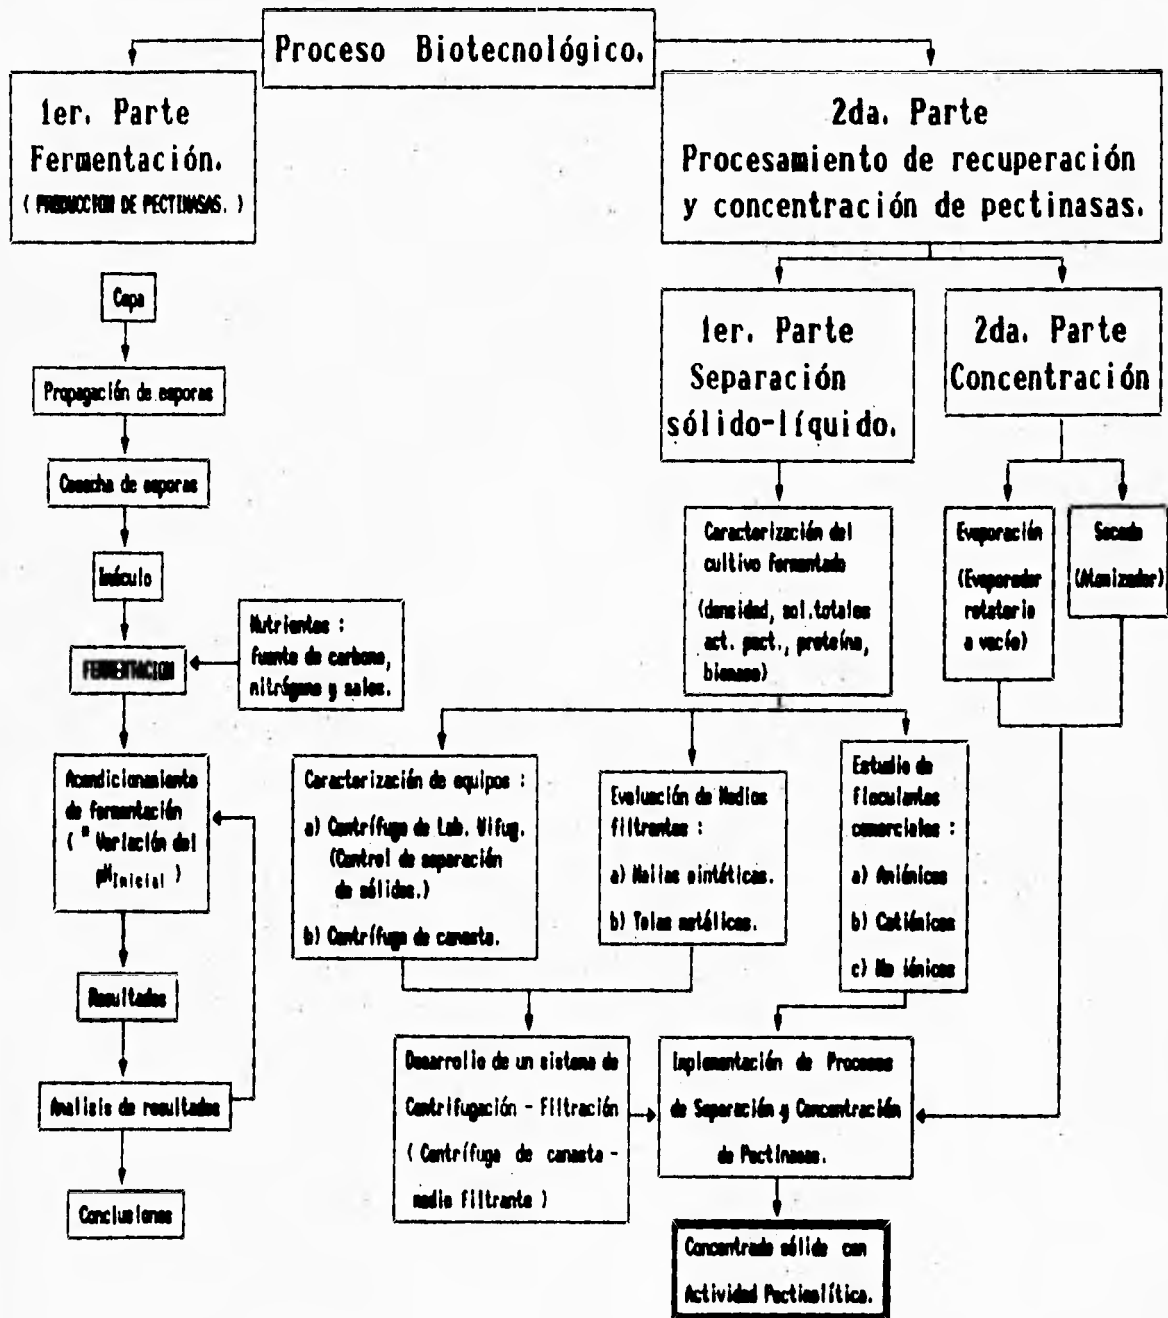 Proceso Biotecnológico.
1er. Parte
Fermentación.
( PRODUCCION DE PECTINASAS. )
2da. Parte
Procesamiento de recuperación
y concentración de pectinasas.
Cepa
Propagación de esporas
Cosecha de esporas
Inóculo
FERMENTACION
Nutrientes :
fuente de carbono,
nitrógeno y sales.
Acondicionamiento
de fermentación
( " Variación del
pH Inicial )
Resultados
Analisis de resultados
Conclusiones
1er. Parte
Separación
sólido-líquido.
2da. Parte
Concentración
Caracterización del
cultivo fermentado
(densidad, sol.totales
act. pect., proteína,
biomasa)
Evaporación
(Evaporador
rotatorio
a vacío)
Secado
(Atomizador)
Caracterización de equipos :
a) Centrífuga de Lab. Wifug.
(Control de separación
de sólidos.)
b) Centrífuga de canasta.
Evaluación de Medios
filtrantes :
a) Mallas sintéticas.
b) Telas metálicas.
Estudio de
floculantes
comerciales :
a) Aniónicos
b) Catiónicos
c) No iónicos
Desarrollo de un sistema de
Centrifugación - Filtración
( Centrífuga de canasta -
medio filtrante )
Implementación de Procesos
de Separación y Concentración
de Pectinasas.
Concentrado sólido con
Actividad Pectinolítica.